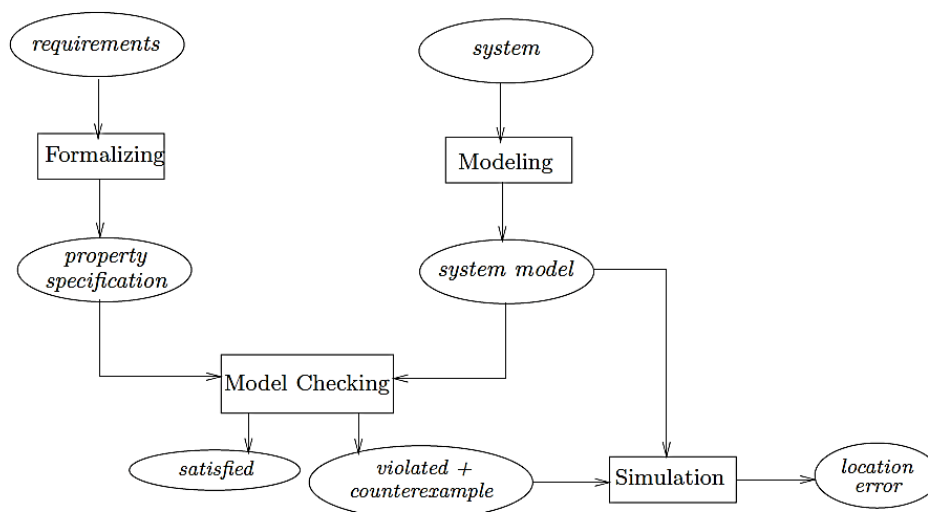 requirements
system
Formalizing
Modeling
property
specification
system model
Model Checking
satisfied
violated +
counterexample
Simulation
location
error